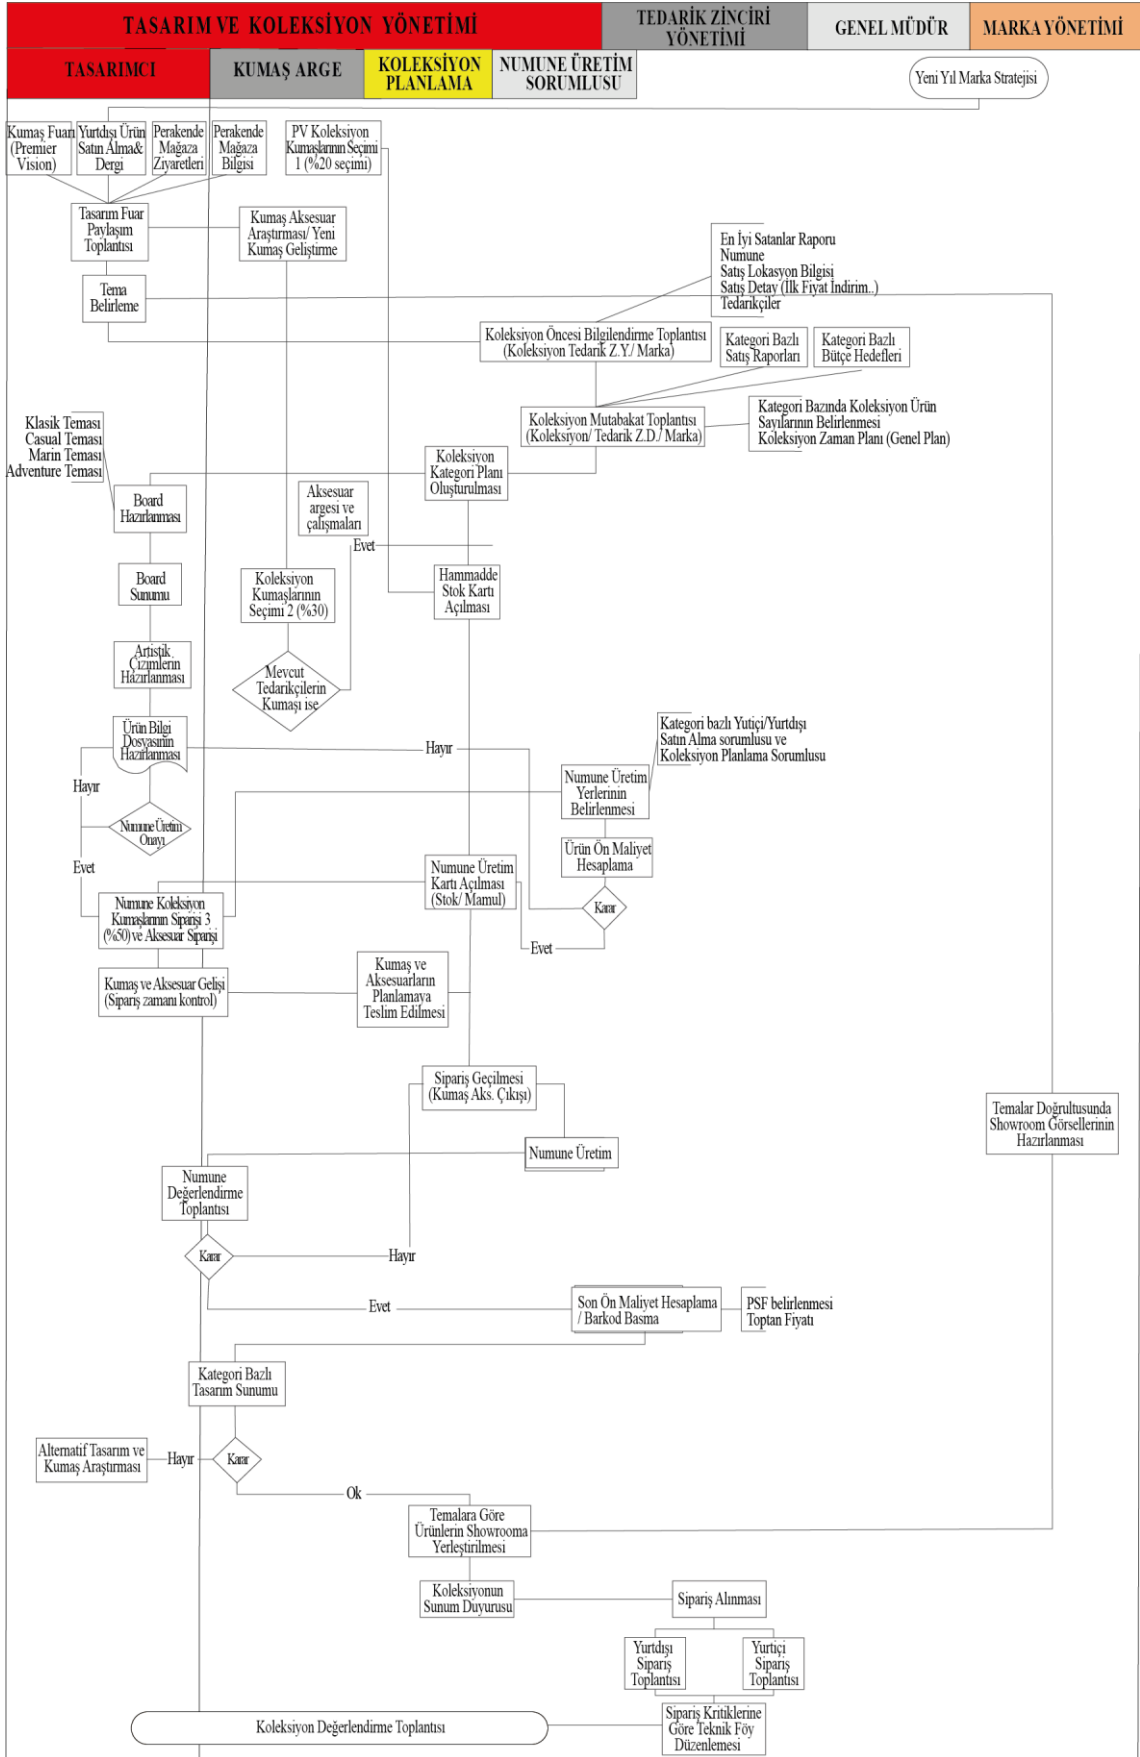 TASARIM VE KOLEKSİYON YÖNETİMİ
TEDARİK ZİNCİRİ
YÖNETİMİ
GENEL MÜDÜR
MARKA YÖNETİMİ
TASARIMCI
KUMAŞ ARGE
KOLEKSİYON
PLANLAMA
NUMUNE ÜRETİM
SORUMLUSU
Yeni Yıl Marka Stratejisi
Kumaş Fuarı
(Premier
Vision)
Yurtdışı Ürün
Satın Alma&
Dergi
Perakende
Mağaza
Ziyaretleri
Perakende
Mağaza
Bilgisi
PV Koleksiyon
Kumaşlarının Seçimi
1 (%20 seçimi)
Tasarım Fuar
Paylaşım
Toplantısı
Kumaş Aksesuar
Araştırması/ Yeni
Kumaş Geliştirme
En İyi Satanlar Raporu
Numune
Satış Lokasyon Bilgisi
Satış Detay (İlk Fiyat İndirim..)
Tedarikçiler
Tema
Belirleme
Koleksiyon Öncesi Bilgilendirme Toplantısı
(Koleksiyon Tedarik Z.Y./ Marka)
Kategori Bazlı
Satış Raporları
Kategori Bazlı
Bütçe Hedefleri
Klasik Teması
Casual Teması
Marin Teması
Adventure Teması
Koleksiyon Mutabakat Toplantısı
(Koleksiyon/ Tedarik Z.D./ Marka)
Kategori Bazında Koleksiyon Ürün
Sayılarının Belirlenmesi
Koleksiyon Zaman Planı (Genel Plan)
Koleksiyon
Kategori Planı
Oluşturulması
Board
Hazırlanması
Aksesuar
argesi ve
çalışmaları
Evet
Board
Sunumu
Koleksiyon
Kumaşlarının
Seçimi 2 (%30)
Hammadde
Stok Kartı
Açılması
Artistik
Çizimlerin
Hazırlanması
Mevcut
Tedarikçilerin
Kumaşı ise
Ürün Bilgi
Dosyasının
Hazırlanması
Hayır
Kategori bazlı Yutiçi/Yurtdışı
Satın Alma sorumlusu ve
Koleksiyon Planlama Sorumlusu
Hayır
Numune Üretim
Yerlerinin
Belirlenmesi
Numune Üretim
Onayı
Ürün Ön Maliyet
Hesaplama
Evet
Numune Üretim
Kartı Açılması
(Stok/ Mamul)
Karar
Numune Koleksiyon
Kumaşlarının Siparişi 3
(%50) ve Aksesuar Siparişi
Evet
Kumaş ve Aksesuar Gelişi
(Sipariş zamanı kontrol)
Kumaş ve
Aksesuarların
Planlamaya
Teslim Edilmesi
Sipariş Geçilmesi
(Kumaş Aks. Çıkışı)
Temalar Doğrultusunda
Showroom Görsellerinin
Hazırlanması
Numune Üretim
Numune
Değerlendirme
Toplantısı
Karar
Hayır
Evet
Son Ön Maliyet Hesaplama
/ Barkod Basma
PSF belirlenmesi
Toptan Fiyatı
Kategori Bazlı
Tasarım Sunumu
Alternatif Tasarım ve
Kumaş Araştırması
Hayır
Karar
Ok
Temalara Göre
Ürünlerin Showrooma
Yerleştirilmesi
Koleksiyonun
Sunum Duyurusu
Sipariş Alınması
Yurtdışı
Sipariş
Toplantısı
Yurtiçi
Sipariş
Toplantısı
Koleksiyon Değerlendirme Toplantısı
Sipariş Kritiklerine
Göre Teknik Föy
Düzenlemesi